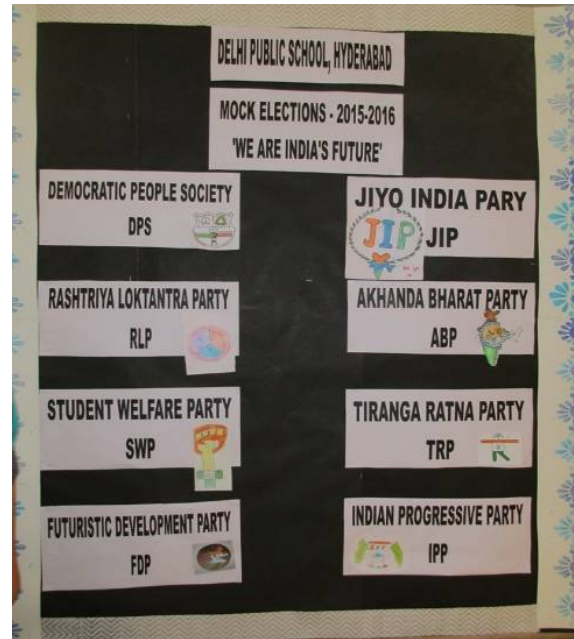 DELHI PUBLIC SCHOOL, HYDERABAD
MOCK ELECTIONS - 2015-2016
'WE ARE INDIA'S FUTURE'
DEMOCRATIC PEOPLE SOCIETY
DPS
JIYO INDIA PARY
JIP
JIP
RASHTRIYA LOKTANTRA PARTY
RLP
AKHANDA BHARAT PARTY
ABP
STUDENT WELFARE PARTY
SWP
TIRANGA RATNA PARTY
TRP
FUTURISTIC DEVELOPMENT PARTY
FDP
INDIAN PROGRESSIVE PARTY
IPP